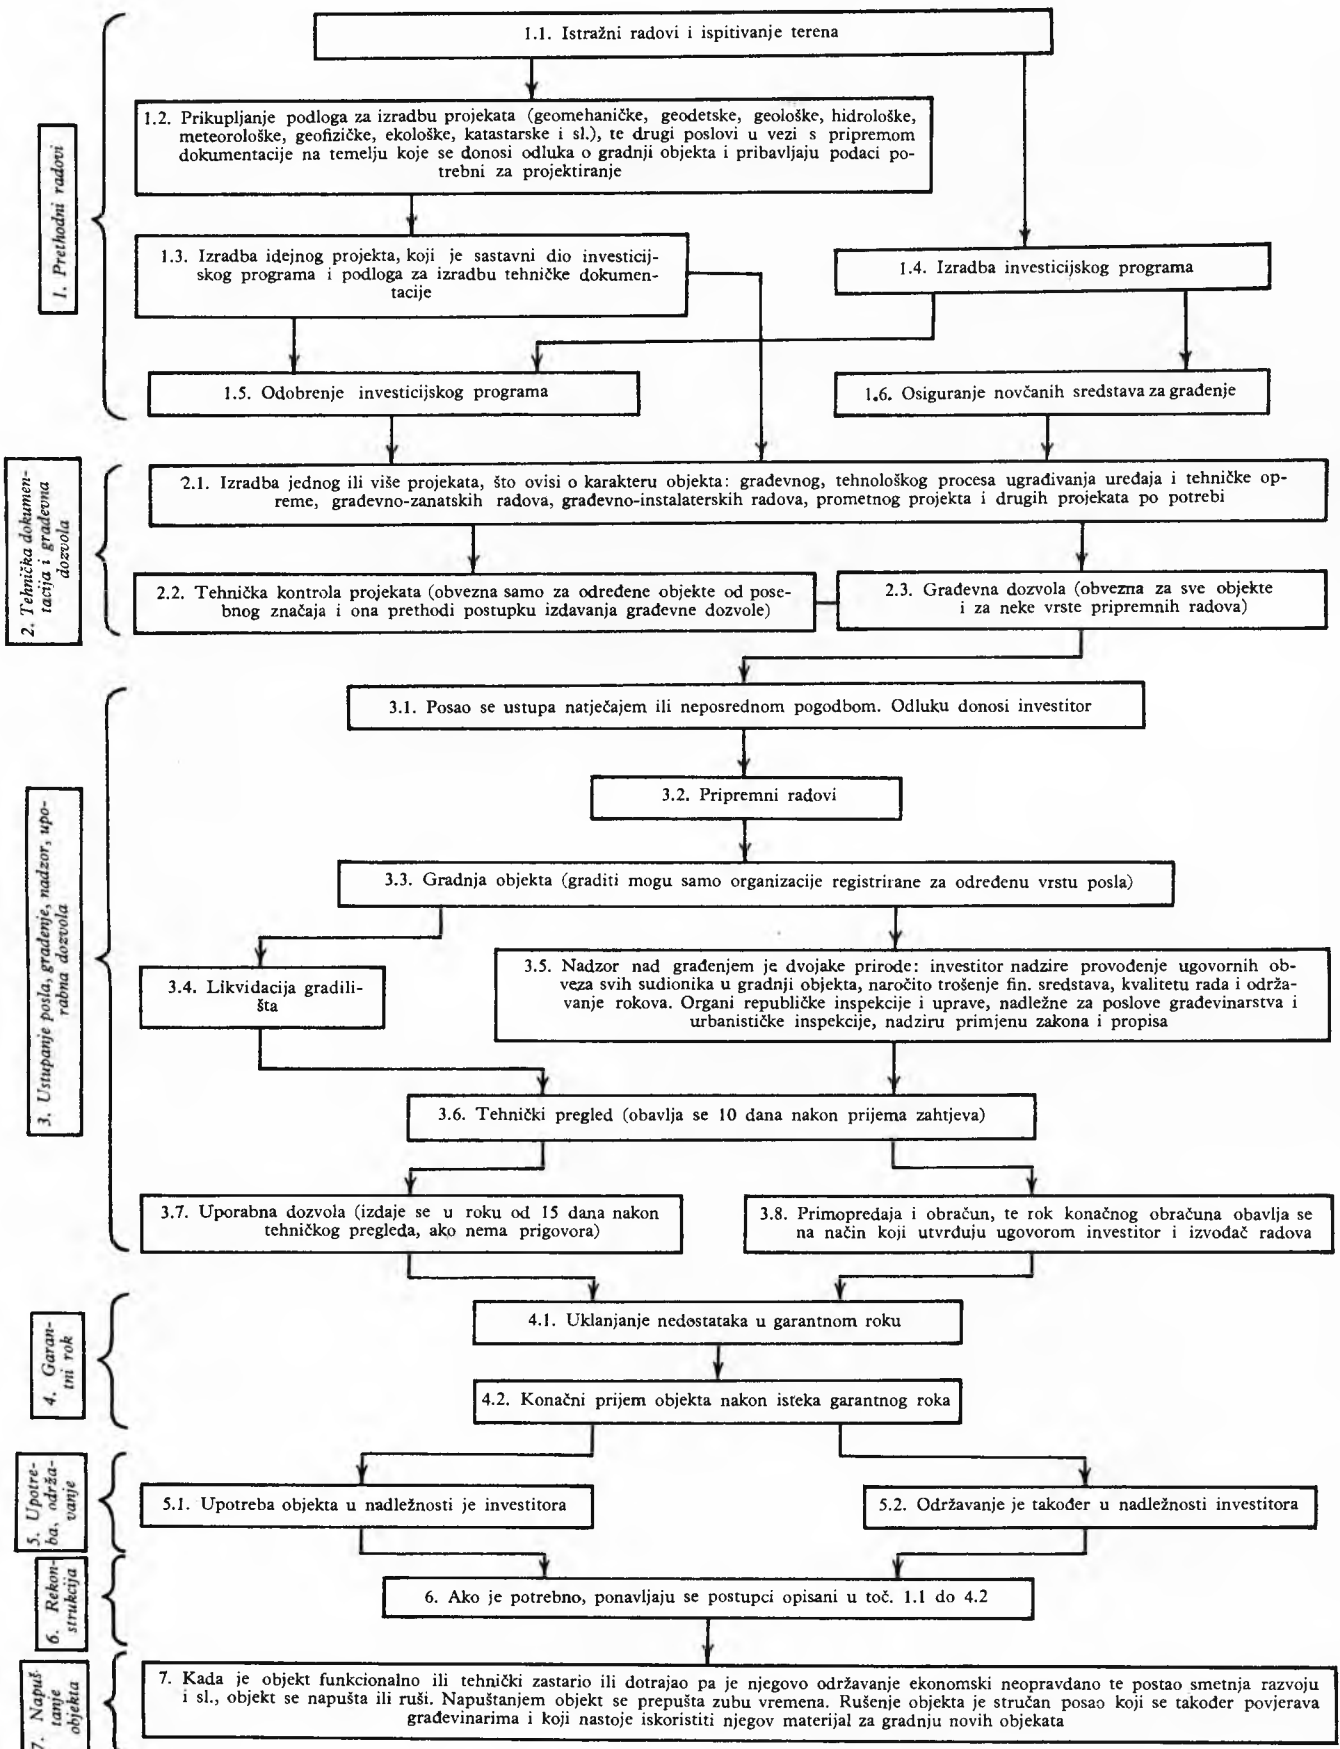 1.1. Istražni radovi i ispitivanje terena
1. Prethodni radovi
1.2. Prikupljanje podloga za izradbu projekata (geomehaničke, geodetske, geološke, hidrološke,
meteorološke, geofizičke, ekološke, katastarske i sl.), te drugi poslovi u vezi s pripremom
dokumentacije na temelju koje se donosi odluka o gradnji objekta i pribavljaju podaci po-
trebni za projektiranje
1.3. Izradba idejnog projekta, koji je sastavni dio investicij-
skog programa i podloga za izradbu tehničke dokumen-
tacije
1.4. Izradba investicijskog programa
1.5. Odobrenje investicijskog programa
1.6. Osiguranje novčanih sredstava za građenje
2. Tehnička dokumen-
tacija i građevna
dozvola
2.1. Izradba jednog ili više projekata, što ovisi o karakteru objekta: građevnog, tehnološkog procesa ugrađivanja uređaja i tehničke op-
reme, građevno-zanatskih radova, građevno-instalaterskih radova, prometnog projekta i drugih projekata po potrebi
2.2. Tehnička kontrola projekata (obvezna samo za određene objekte od pose-
bnog značaja i ona prethodi postupku izdavanja građevne dozvole)
2.3. Građevna dozvola (obvezna za sve objekte
i za neke vrste pripremnih radova)
3. Ustupanje posla, građenje, nadzor, upo-
rabna dozvola
3.1. Posao se ustupa natječajem ili neposrednom pogodbom. Odluku donosi investitor
3.2. Pripremni radovi
3.3. Gradnja objekta (graditi mogu samo organizacije registrirane za određenu vrstu posla)
3.4. Likvidacija gradili-
šta
3.5. Nadzor nad građenjem je dvojake prirode: investitor nadzire provođenje ugovornih ob-
veza svih sudionika u gradnji objekta, naročito trošenje fin. sredstava, kvalitetu rada i održa-
vanje rokova. Organi republičke inspekcije i uprave, nadležne za poslove građevinarstva i
urbanističke inspekcije, nadziru primjenu zakona i propisa
3.6. Tehnički pregled (obavlja se 10 dana nakon prijema zahtjeva)
3.7. Uporabna dozvola (izdaje se u roku od 15 dana nakon
tehničkog pregleda, ako nema prigovora)
3.8. Primopredaja i obračun, te rok konačnog obračuna obavlja se
na način koji utvrđuju ugovorom investitor i izvođač radova
4. Garan-
tni rok
4.1. Uklanjanje nedostataka u garantnom roku
4.2. Konačni prijem objekta nakon isteka garantnog roka
5. Upotre-
ba, održa-
vanje
5.1. Upotreba objekta u nadležnosti je investitora
5.2. Održavanje je također u nadležnosti investitora
6. Rekon-
strukcija
6. Ako je potrebno, ponavljaju se postupci opisani u toč. 1.1 do 4.2
7. Napuš-
tanje
objekta
7. Kada je objekt funkcionalno ili tehnički zastario ili dotrajao pa je njegovo održavanje ekonomski neopravdano te postao smetnja razvoju
i sl., objekt se napušta ili ruši. Napuštanjem objekt se prepušta zubu vremena. Rušenje objekta je stručan posao koji se također povjerava
građevinarima i koji nastoje iskoristiti njegov materijal za gradnju novih objekata